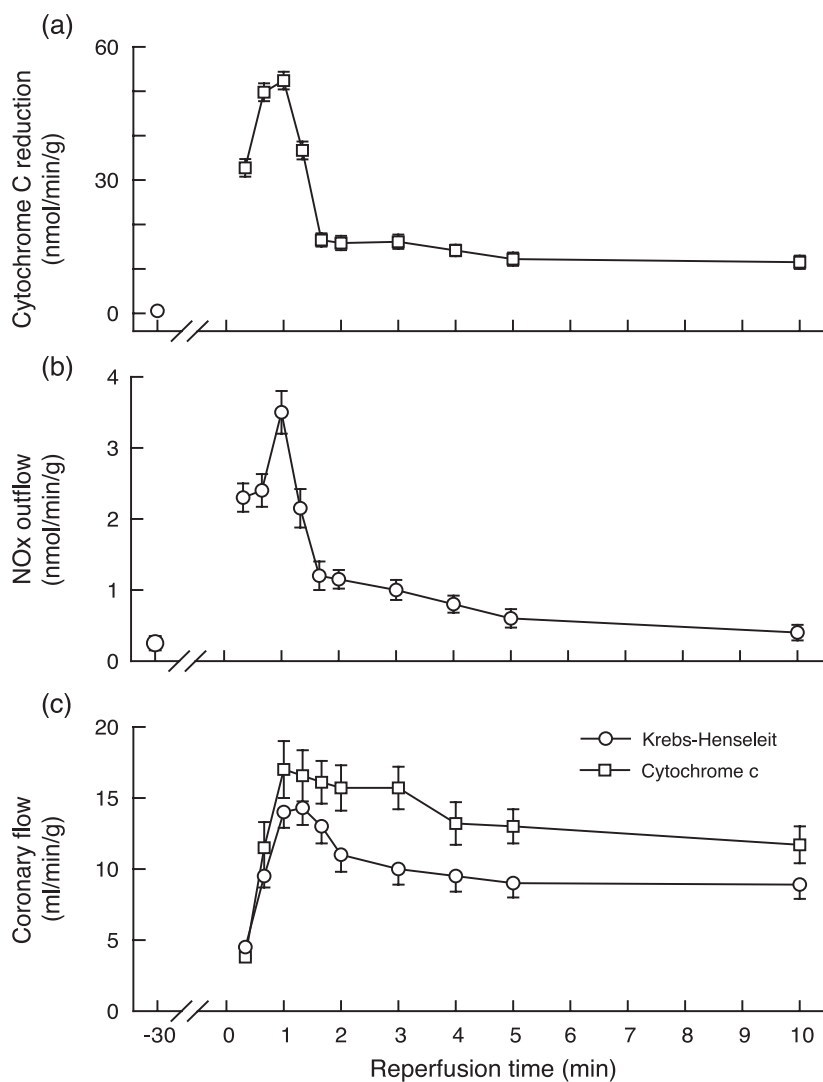 (a)
60
30
0
Cytochrome C reduction
(nmol/min/g)
(b)
4
3
2
1
0
NOx outflow
(nmol/min/g)
(c)
20
15
10
5
0
Coronary flow
(ml/min/g)
Krebs-Henseleit
Cytochrome c
-30 0 1 2 3 4 5 6 7 8 9 10
Reperfusion time (min)